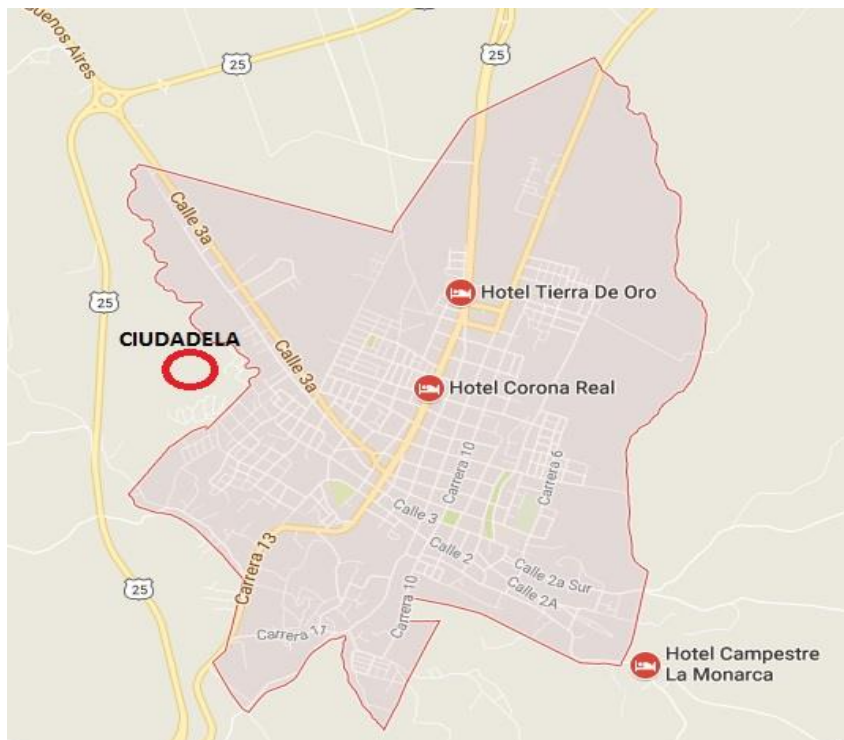 Buenos Aires
25
25
25
Calle 3a
Hotel Tierra De Oro
25
CIUDADELA
Calle 3a
Hotel Corona Real
Carrera 10
Carrera 6
Calle 3
Carrera 13
Calle 2
Calle 2a Sur
25
Calle 2A
Carrera 10
Carrera 11
Hotel Campestre
La Monarca